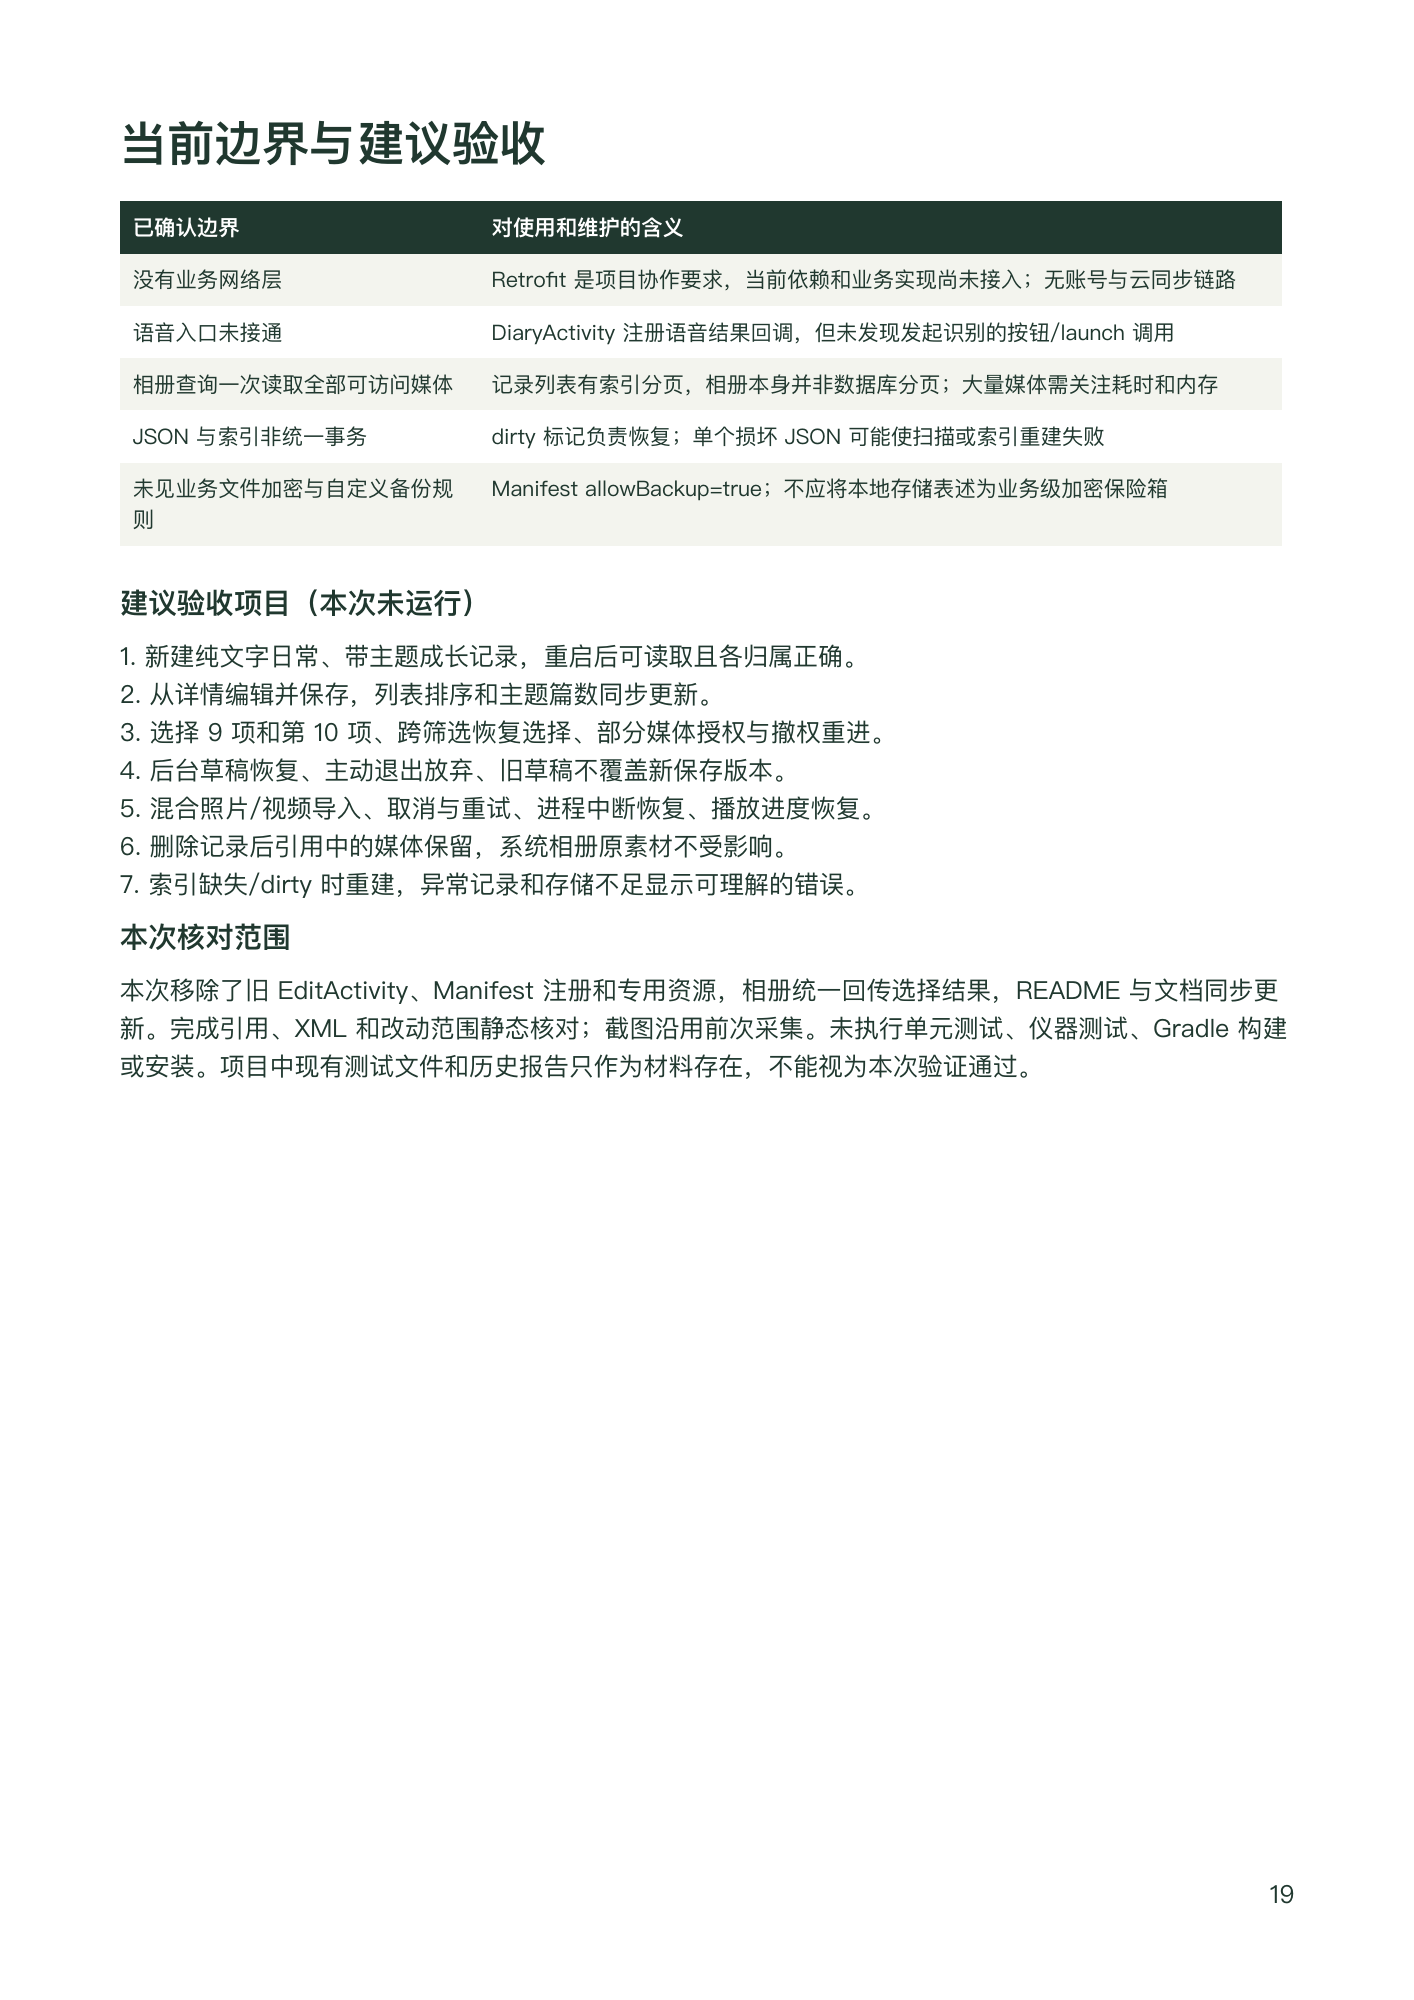 当前边界与建议验收
已确认边界 对使用和维护的含义
没有业务网络层 Retrofit 是项目协作要求，当前依赖和业务实现尚未接入；无账号与云同步链路
语音入口未接通 DiaryActivity 注册语音结果回调，但未发现发起识别的按钮/launch 调用
相册查询一次读取全部可访问媒体 记录列表有索引分页，相册本身并非数据库分页；大量媒体需关注耗时和内存
JSON 与索引非统一事务 dirty 标记负责恢复；单个损坏 JSON 可能使扫描或索引重建失败
未见业务文件加密与自定义备份规 Manifest allowBackup=true；不应将本地存储表述为业务级加密保险箱
则
建议验收项目（本次未运行）
1. 新建纯文字日常、带主题成长记录，重启后可读取且各归属正确。
2. 从详情编辑并保存，列表排序和主题篇数同步更新。
3. 选择 9 项和第 10 项、跨筛选恢复选择、部分媒体授权与撤权重进。
4. 后台草稿恢复、主动退出放弃、旧草稿不覆盖新保存版本。
5. 混合照片/视频导入、取消与重试、进程中断恢复、播放进度恢复。
6. 删除记录后引用中的媒体保留，系统相册原素材不受影响。
7. 索引缺失/dirty 时重建，异常记录和存储不足显示可理解的错误。
本次核对范围
本次移除了旧 EditActivity、Manifest 注册和专用资源，相册统一回传选择结果，README 与文档同步更
新。完成引用、XML 和改动范围静态核对；截图沿用前次采集。未执行单元测试、仪器测试、Gradle 构建
或安装。项目中现有测试文件和历史报告只作为材料存在，不能视为本次验证通过。
19